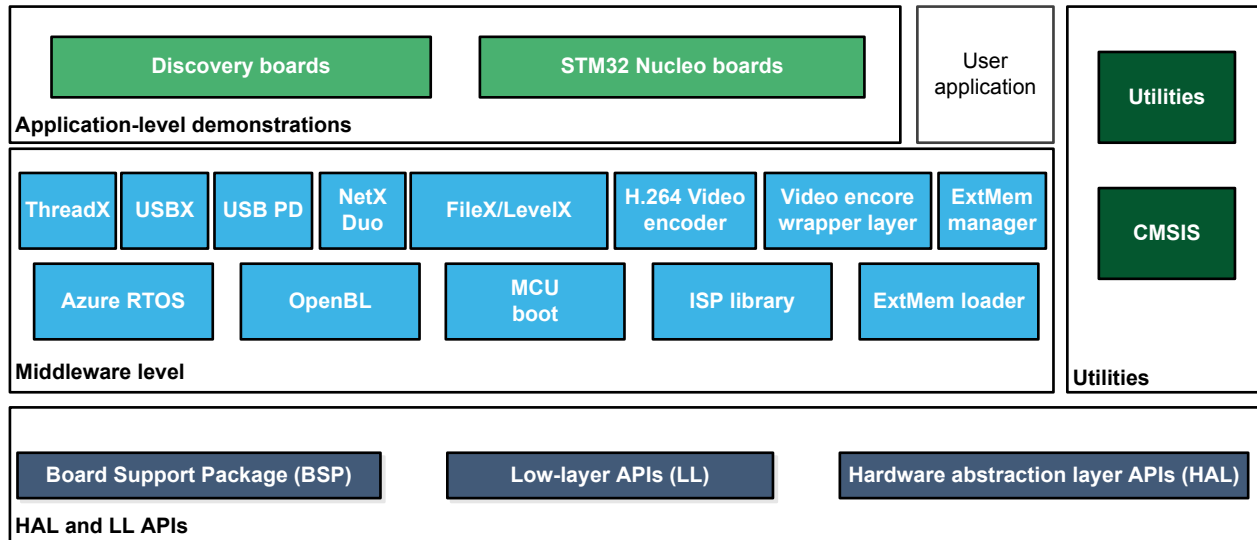 Discovery boards
STM32 Nucleo boards
Application-level demonstrations
User
application
Utilities
CMSIS
Utilities
ThreadX
USBX
USB PD
NetX
Duo
FileX/LevelX
H.264 Video
encoder
Video encore
wrapper layer
ExtMem
manager
Azure RTOS
OpenBL
MCU
boot
ISP library
ExtMem loader
Middleware level
Board Support Package (BSP)
Low-layer APIs (LL)
Hardware abstraction layer APIs (HAL)
HAL and LL APIs